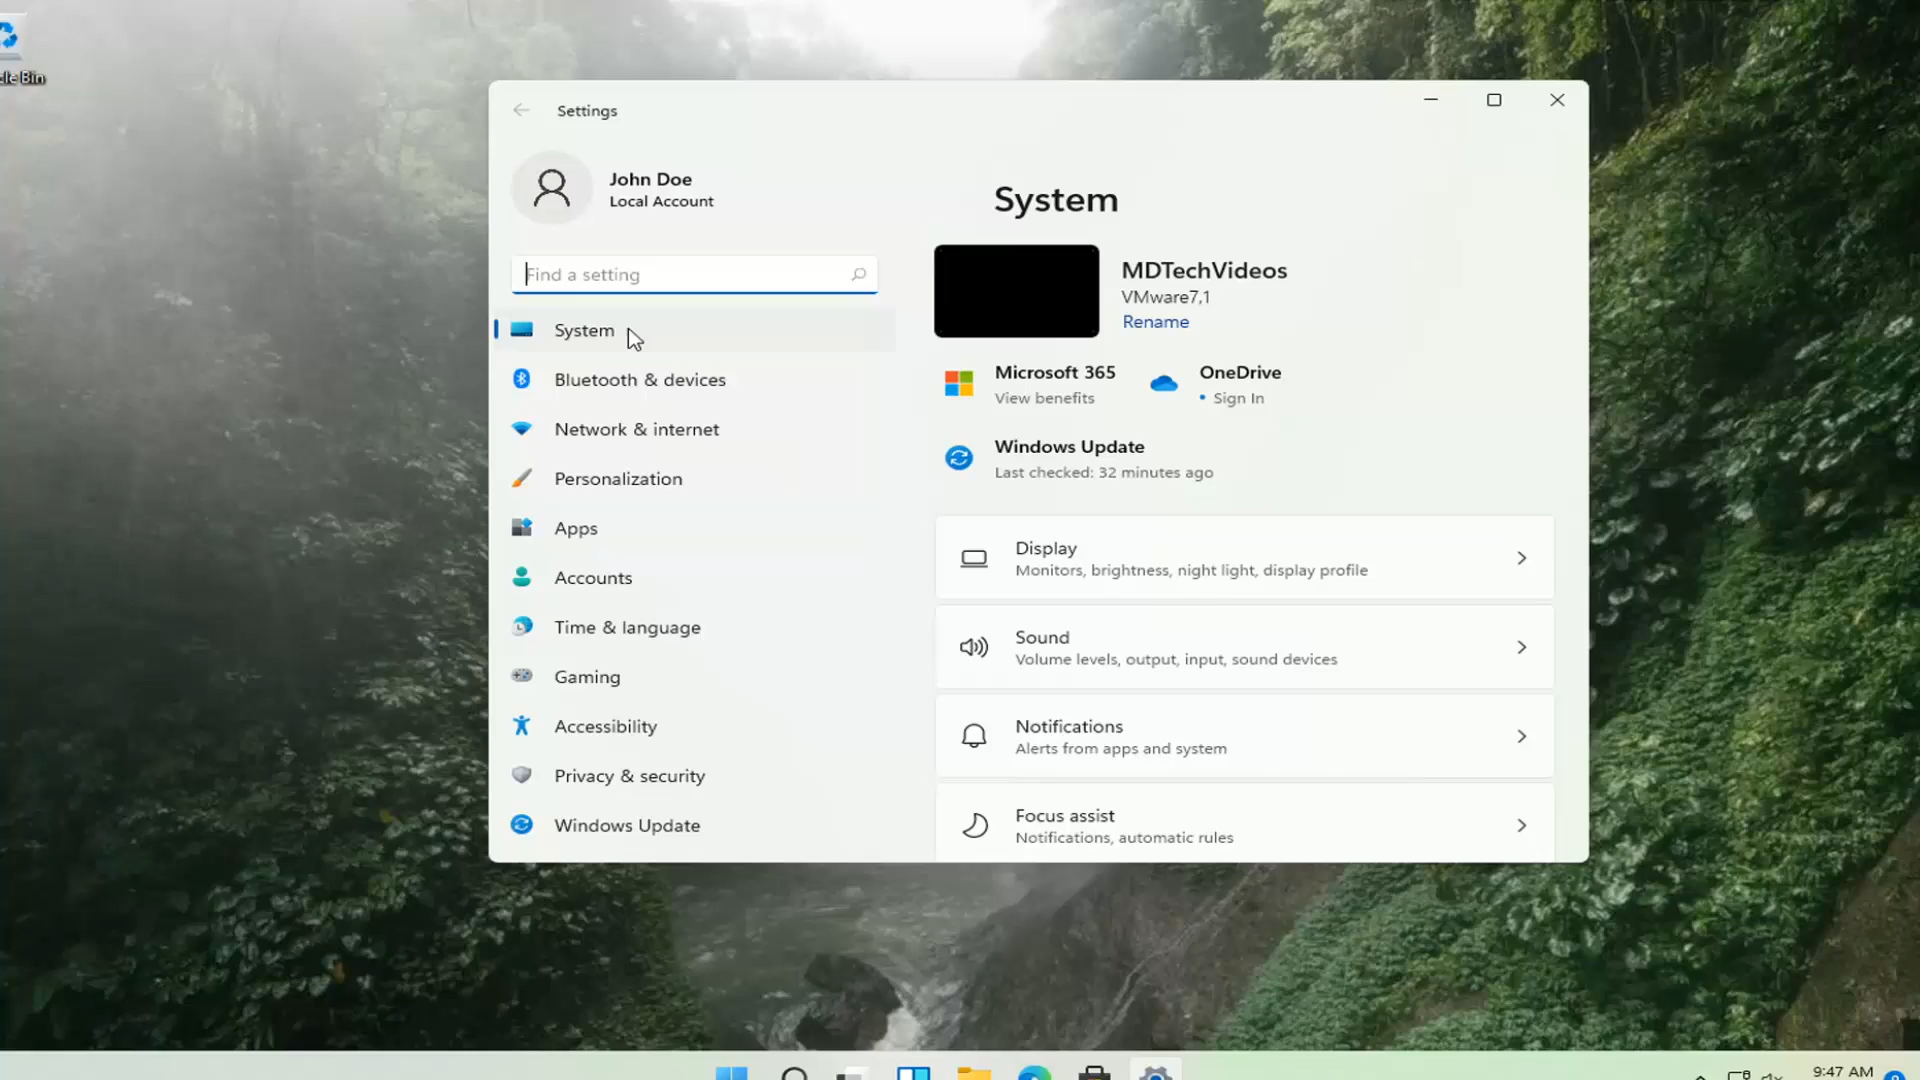 cle Bin
Settings
John Doe
Local Account
Find a setting
System
Bluetooth & devices
Network & internet
Personalization
Apps
Accounts
Time & language
Gaming
Accessibility
Privacy & security
Windows Update
System
MDTechVideos
VMware7,1
Rename
Microsoft 365
View benefits
OneDrive
• Sign In
Windows Update
Last checked: 32 minutes ago
Display
Monitors, brightness, night light, display profile
Sound
Volume levels, output, input, sound devices
Notifications
Alerts from apps and system
Focus assist
Notifications, automatic rules
9:47 AM